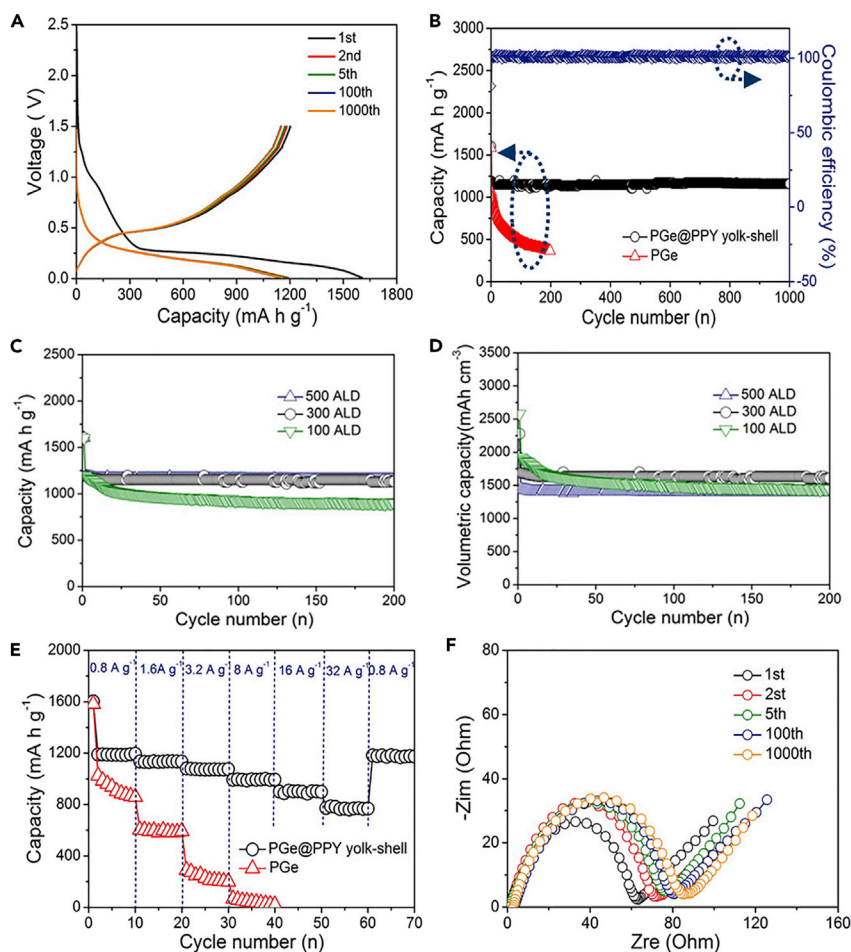 A
Voltage ( V)
2.5
2.0
1.5
1.0
0.5
0.0
1st
2nd
5th
100th
1000th
0 300 600 900 1200 1500 1800
Capacity (mA h g⁻¹)
B
Capacity (mA h g⁻¹)
3000
2500
2000
1500
1000
500
0
100
50
0
-50
Coulombic efficiency (%)
PGe@PPY yolk-shell
PGe
0 200 400 600 800 1000
Cycle number (n)
C
Capacity (mA h g⁻¹)
2500
2000
1500
1000
500
0
500 ALD
300 ALD
100 ALD
0 50 100 150 200
Cycle number (n)
D
Volumetric capacity(mAh cm⁻³)
3500
3000
2500
2000
1500
1000
500
0
500 ALD
300 ALD
100 ALD
0 50 100 150 200
Cycle number (n)
E
Capacity (mA h g⁻¹)
2000
1600
1200
800
400
0
0.8 A g⁻¹ 1.6A g⁻¹ 3.2 A g⁻¹ 8 A g⁻¹ 16 A g⁻¹ 32 A g⁻¹ 0.8 A g⁻¹
PGe@PPY yolk-shell
PGe
0 10 20 30 40 50 60 70
Cycle number (n)
F
-ZIm (Ohm)
80
60
40
20
0
1st
2st
5th
100th
1000th
0 40 80 120 160
Zre (Ohm)